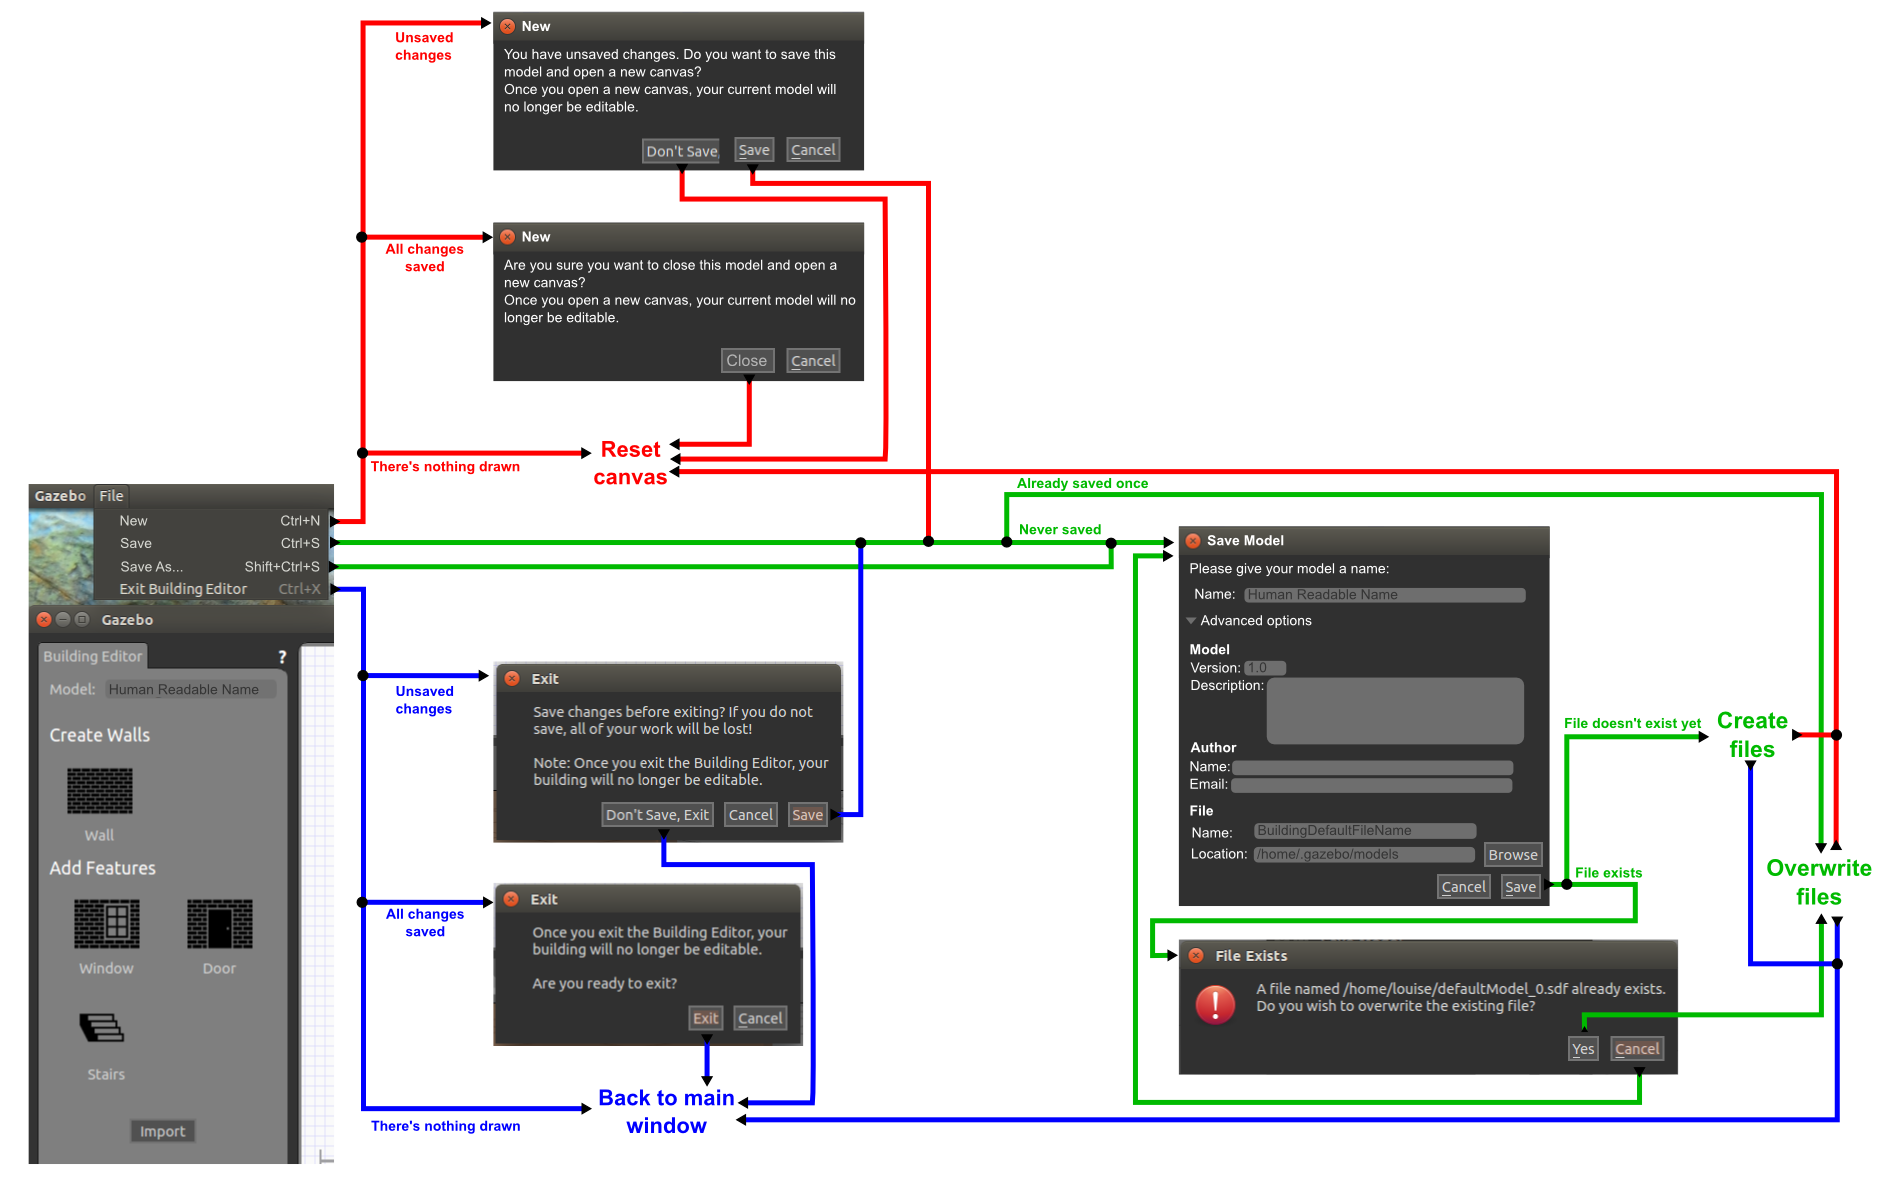 Unsaved
changes
New
You have unsaved changes. Do you want to save this
model and open a new canvas?
Once you open a new canvas, your current model will
no longer be editable.
Don't Save,
Save
Cancel
All changes
saved
New
Are you sure you want to close this model and open a
new canvas?
Once you open a new canvas, your current model will no
longer be editable.
Close
Cancel
There's nothing drawn
Reset
canvas
Already saved once
Never saved
Gazebo File
New Ctrl+N
Save Ctrl+S
Save As... Shift+Ctrl+S
Exit Building Editor Ctrl+X
Gazebo
Building Editor
?
Model: Human Readable Name
Create Walls
Wall
Add Features
Window
Door
Stairs
Import
Unsaved
changes
Exit
Save changes before exiting? If you do not
save, all of your work will be lost!
Note: Once you exit the Building Editor, your
building will no longer be editable.
Don't Save, Exit
Cancel
Save
All changes
saved
Exit
Once you exit the Building Editor, your
building will no longer be editable.
Are you ready to exit?
Exit
Cancel
There's nothing drawn
Back to main
window
Save Model
Please give your model a name:
Name: Human Readable Name
Advanced options
Model
Version: 1.0
Description:
Author
Name:
Email:
File
Name: BuildingDefaultFileName
Location: /home/.gazebo/models
Browse
Cancel
Save
File doesn't exist yet
Create
files
File exists
Overwrite
files
File Exists
A file named /home/louise/defaultModel_0.sdf already exists.
Do you wish to overwrite the existing file?
Yes
Cancel